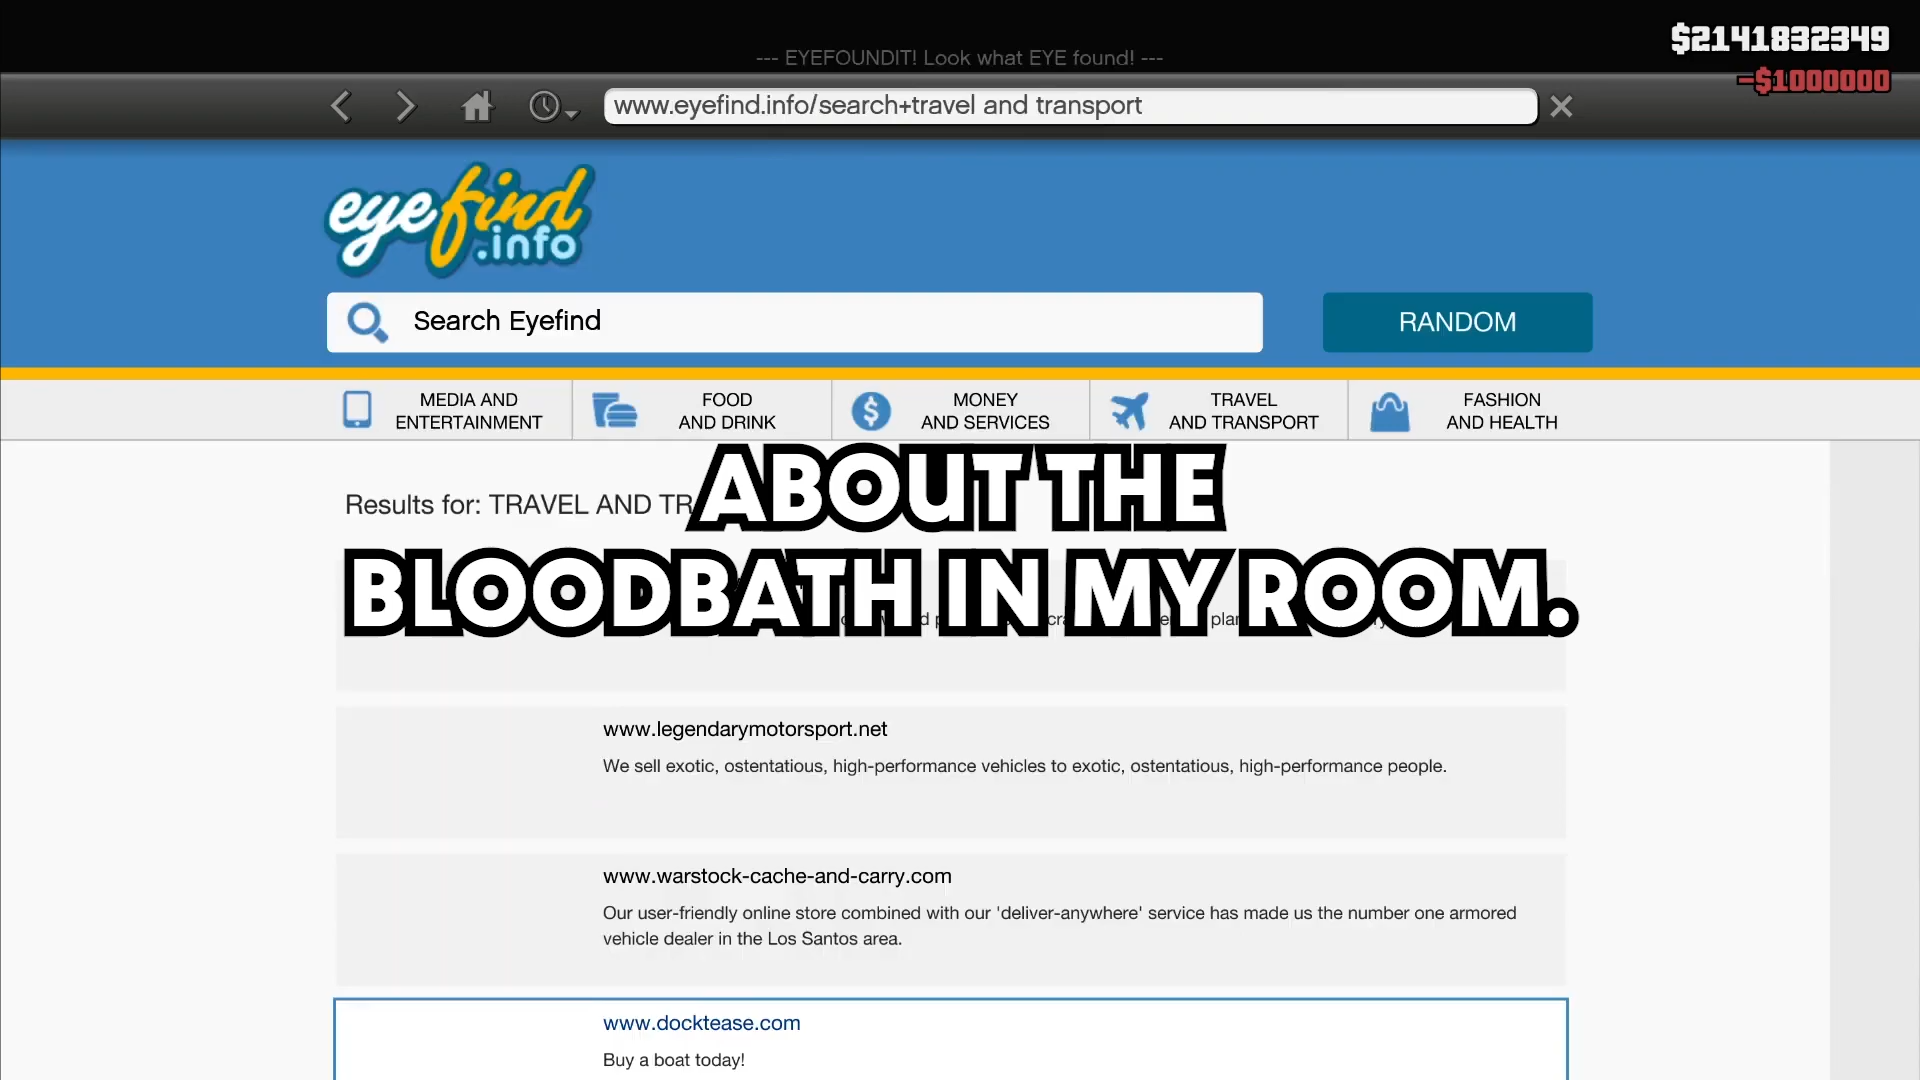 $2141832349
--- EYEFOUNDIT! Look what EYE found! ---
-$1000000
www.eyefind.info/search+travel and transport
eyefind
.info
Search Eyefind
RANDOM
MEDIA AND
ENTERTAINMENT
FOOD
AND DRINK
MONEY
AND SERVICES
TRAVEL
AND TRANSPORT
FASHION
AND HEALTH
Results for: TRAVEL AND TR
ABOUT THE
BLOODBATH IN MY ROOM.
www.legendarymotorsport.net
We sell exotic, ostentatious, high-performance vehicles to exotic, ostentatious, high-performance people.
www.warstock-cache-and-carry.com
Our user-friendly online store combined with our 'deliver-anywhere' service has made us the number one armored
vehicle dealer in the Los Santos area.
www.docktease.com
Buy a boat today!